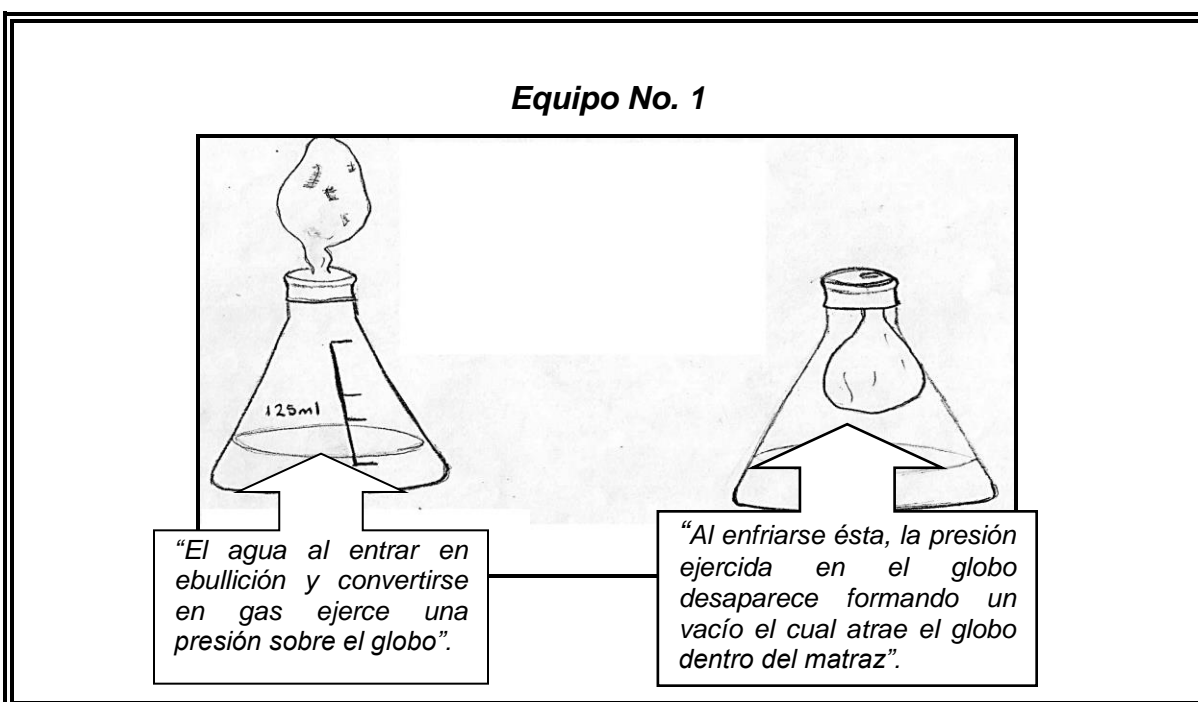 Equipo No. 1
125ml
“El agua al entrar en
ebullición y convertirse
en gas ejerce una
presión sobre el globo”.
“Al enfriarse ésta, la presión
ejercida en el globo
desaparece formando un
vacío el cual atrae el globo
dentro del matraz”.